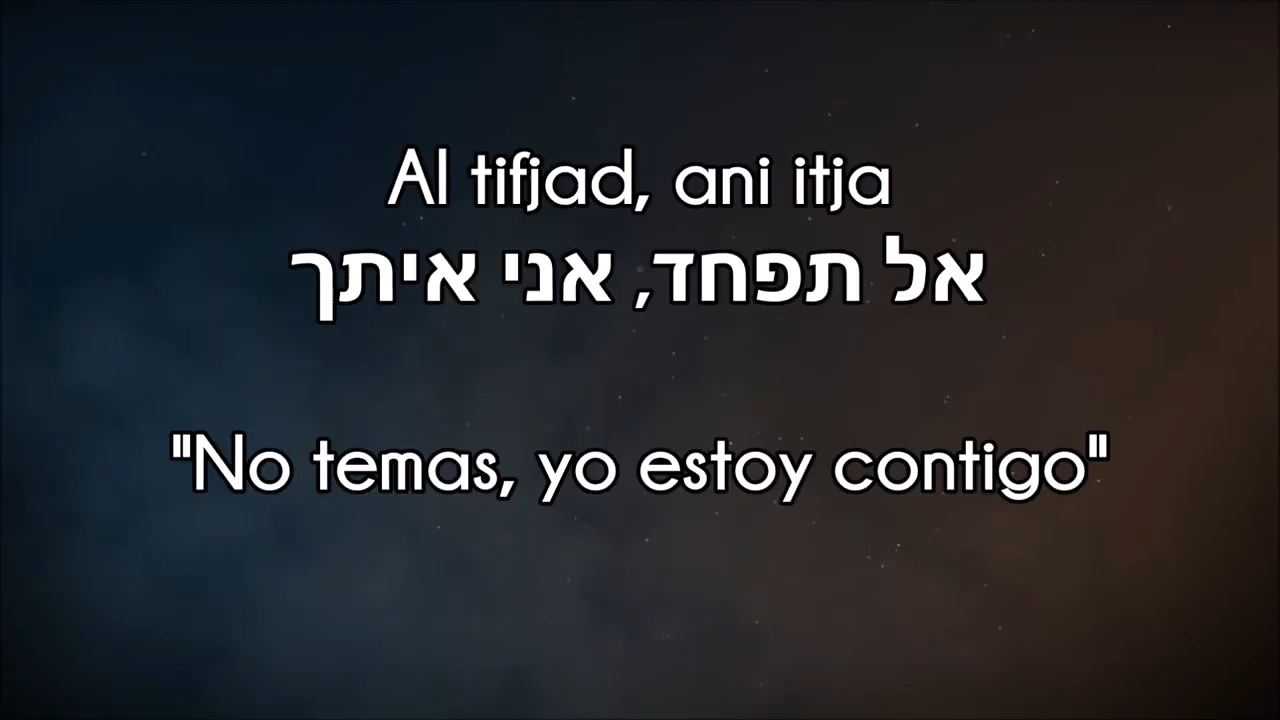 Al tifjad, ani itja
אל תפחד, אני איתך
"No temas, yo estoy contigo"